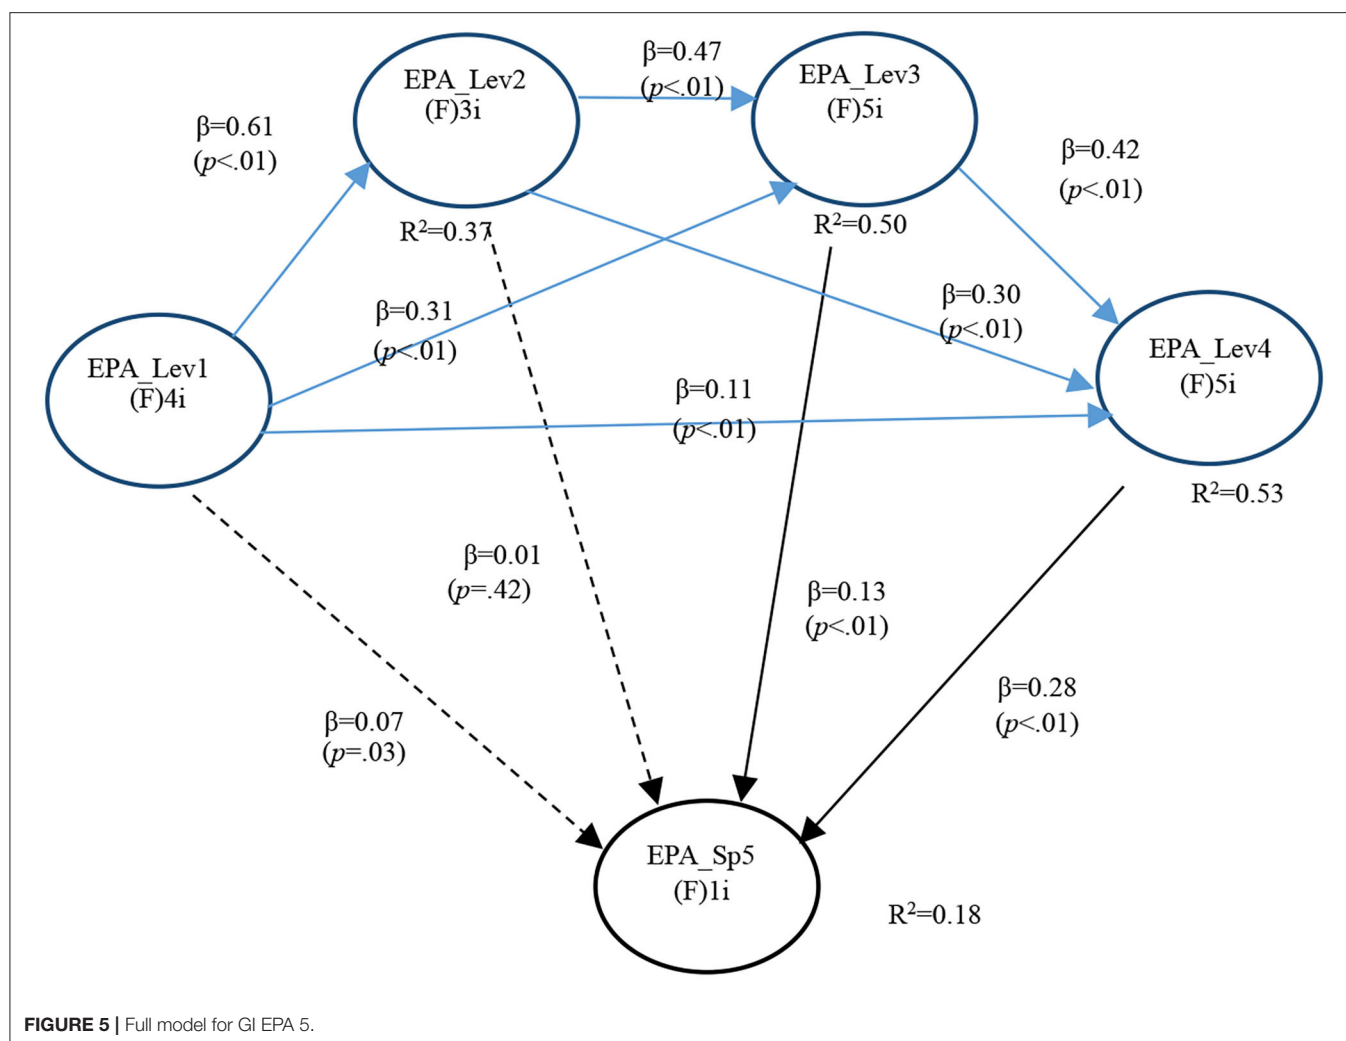 EPA_Lev2
(F)3i
β=0.47
(p<.01)
EPA_Lev3
(F)5i
β=0.61
(p<.01)
β=0.42
(p<.01)
R²=0.37
R²=0.50
β=0.31
(p<.01)
β=0.30
(p<.01)
EPA_Lev1
(F)4i
EPA_Lev4
(F)5i
β=0.11
(p<.01)
R²=0.53
β=0.01
(p=.42)
β=0.13
(p<.01)
β=0.07
(p=.03)
β=0.28
(p<.01)
EPA_Sp5
(F)1i
R²=0.18
FIGURE 5 | Full model for GI EPA 5.